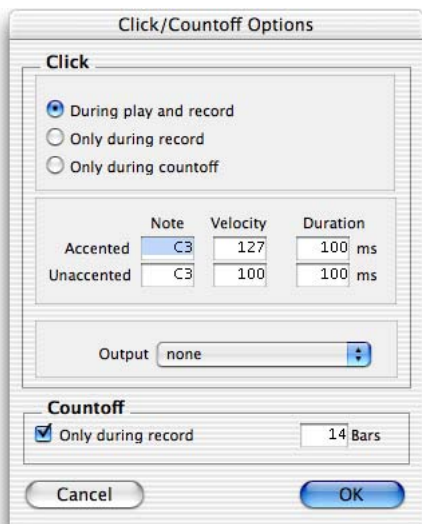 Click/Countoff Options
Click
During play and record
Only during record
Only during countoff
Note Velocity Duration
Accented C3 127 100 ms
Unaccented C3 100 100 ms
Output none
Countoff
Only during record 14 Bars
Cancel OK